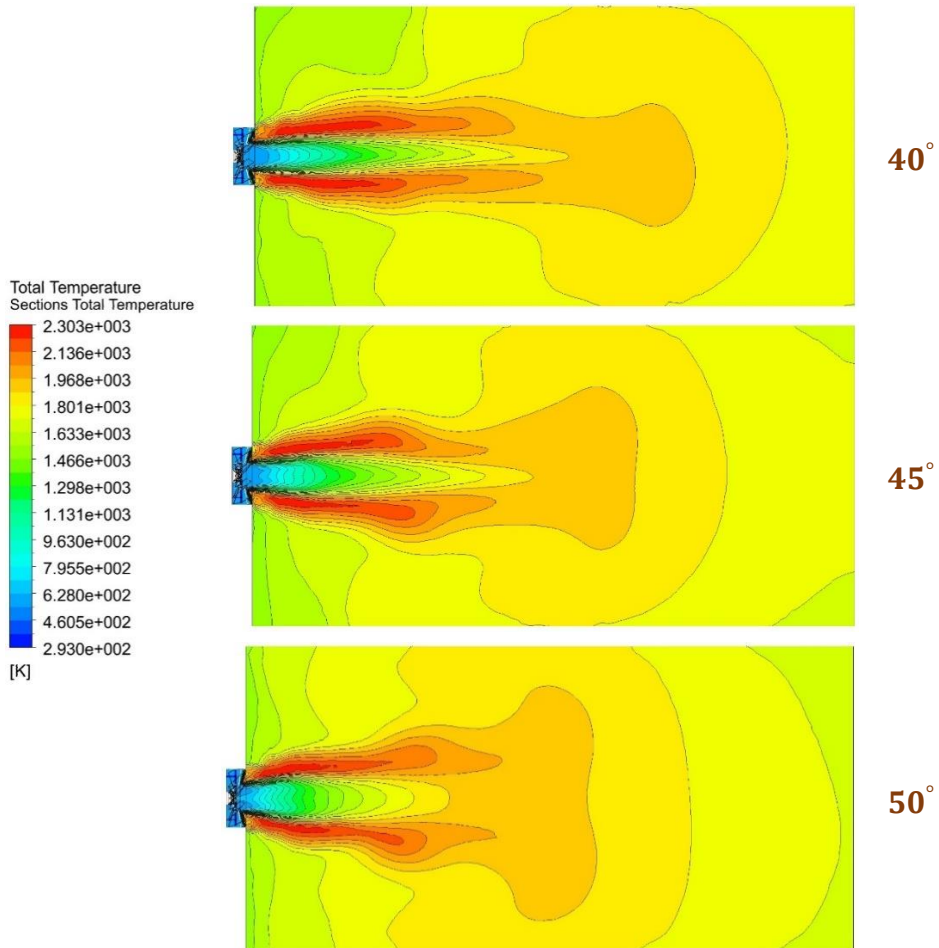 40°
Total Temperature
Sections Total Temperature
2.303e+003
2.136e+003
1.968e+003
1.801e+003
1.633e+003
1.466e+003
1.298e+003
1.131e+003
9.630e+002
7.955e+002
6.280e+002
4.605e+002
2.930e+002
[K]
45°
50°